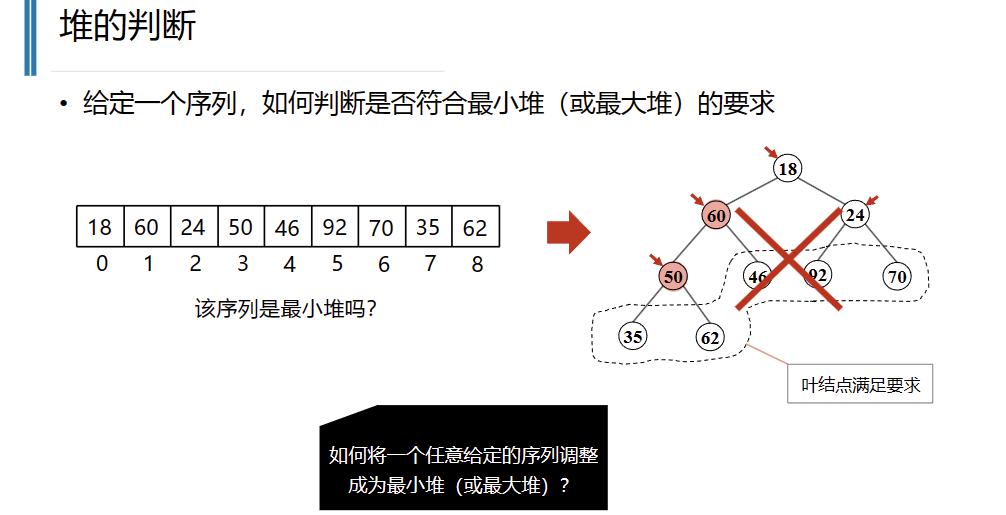 堆的判断
• 给定一个序列，如何判断是否符合最小堆（或最大堆）的要求
18 60 24 50 46 92 70 35 62
0 1 2 3 4 5 6 7 8
该序列是最小堆吗？
18
60 24
50 46 92 70
35 62
叶结点满足要求
如何将一个任意给定的序列调整
成为最小堆（或最大堆）？